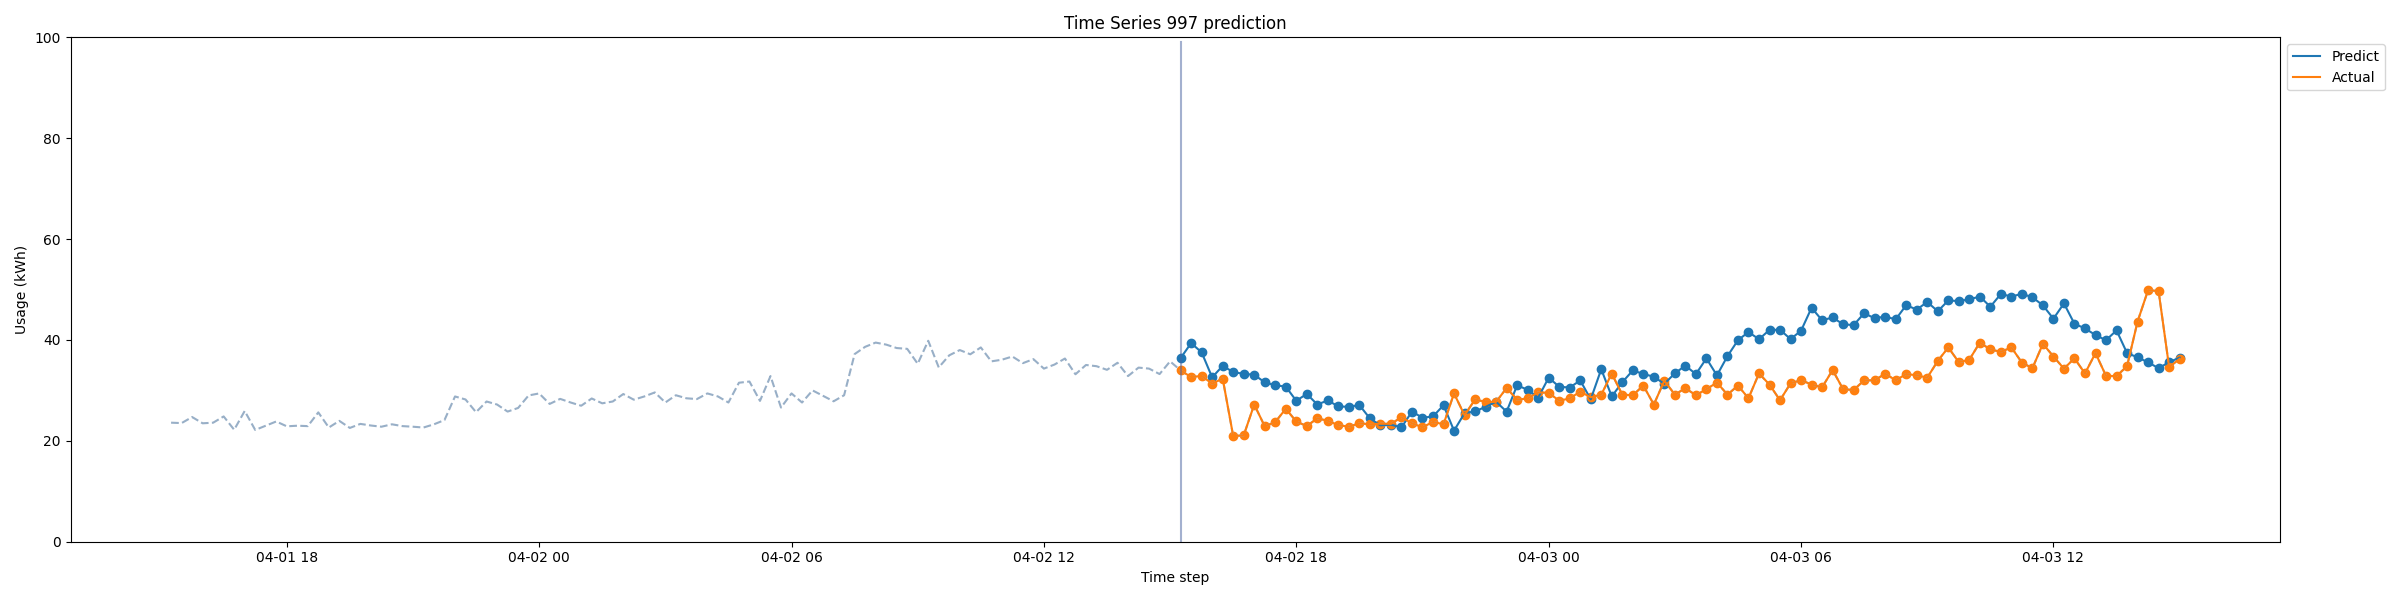 Time Series 997 prediction
Predict
Actual
100
80
60
40
20
0
Usage (kWh)
04-01 18
04-02 00
04-02 06
04-02 12
04-02 18
04-03 00
04-03 06
04-03 12
Time step